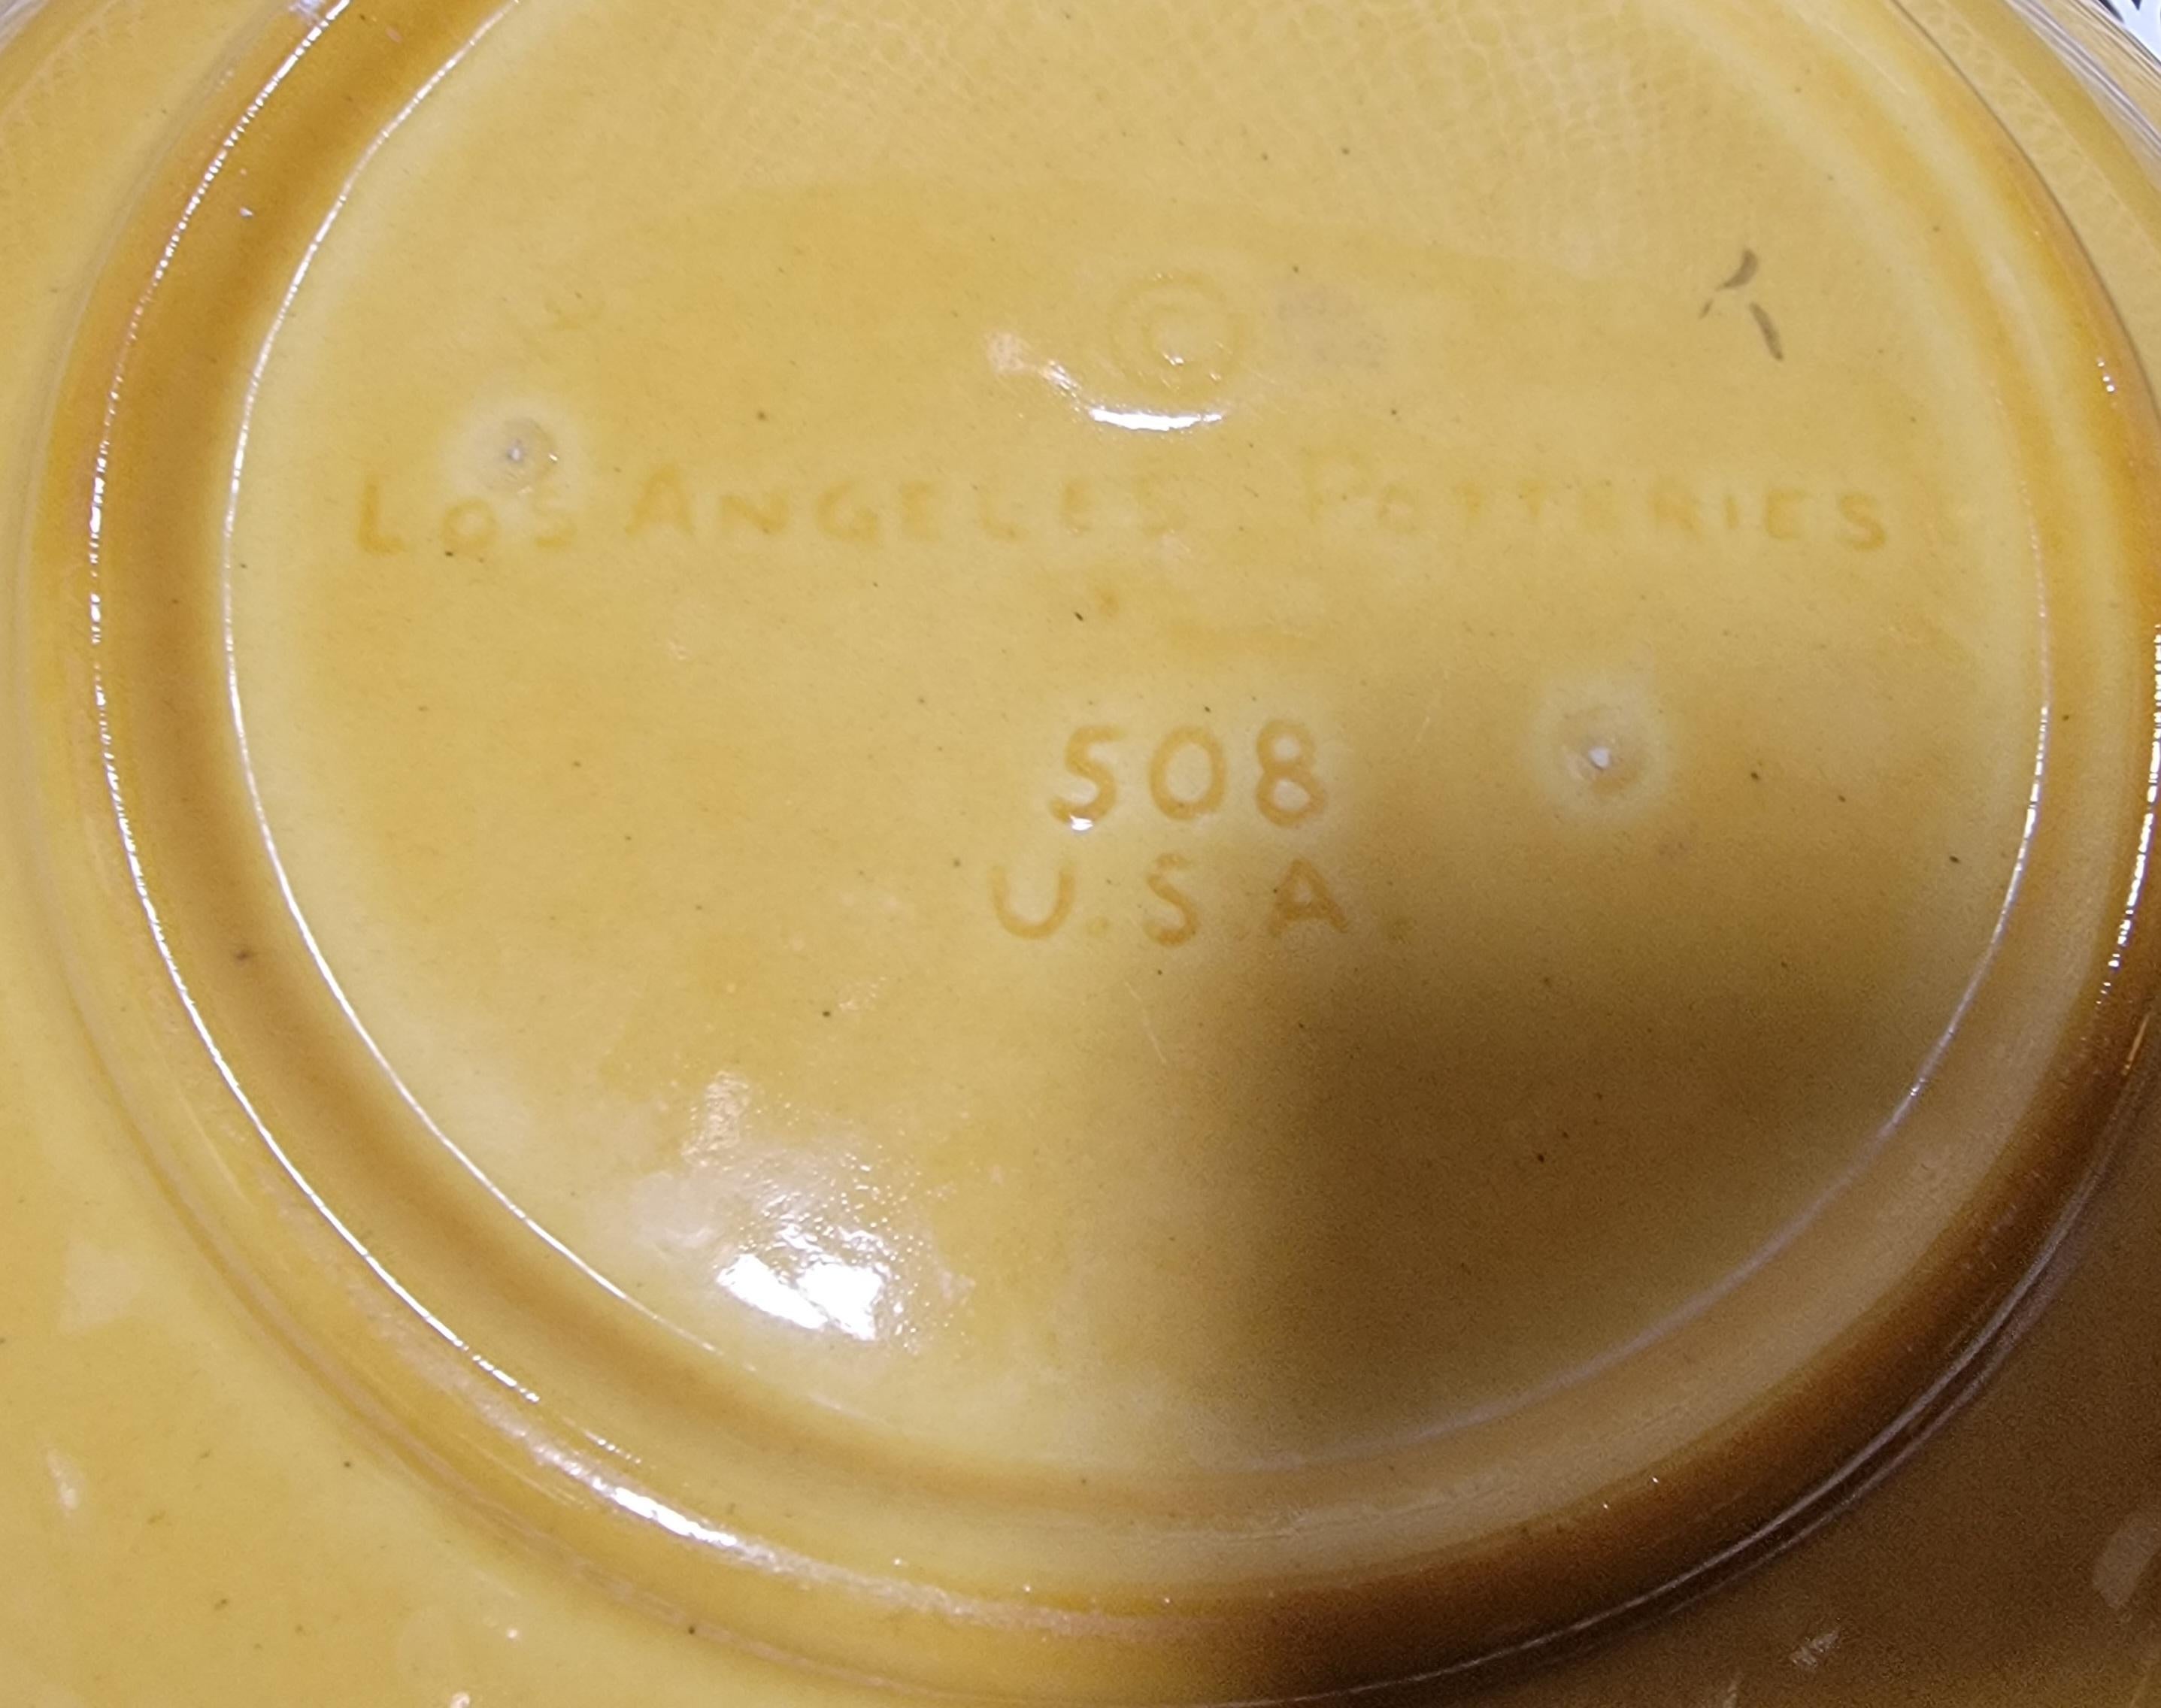 ©
LOS ANGELES POTTERIES
508
U.S.A.